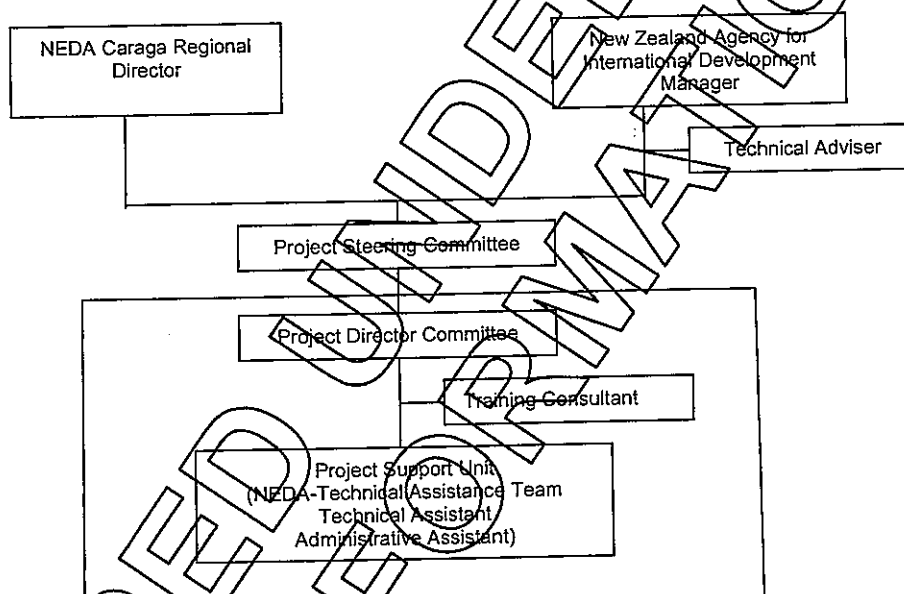 NEDA Caraga Regional
Director
New Zealand Agency for
International Development
Manager
Technical Adviser
Project Steering Committee
Project Director Committee
Training Consultant
Project Support Unit
(NEDA-Technical Assistance Team
Technical Assistant
Administrative Assistant)